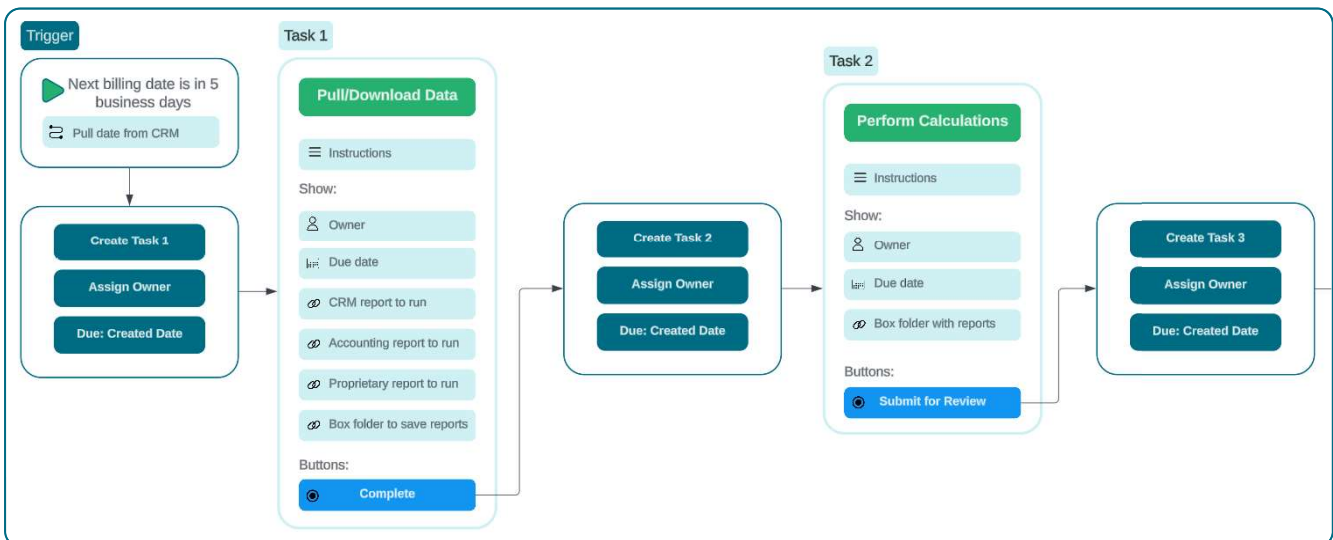 Trigger
Next billing date is in 5
business days
Pull date from CRM
Create Task 1
Assign Owner
Due: Created Date
Task 1
Pull/Download Data
Instructions
Show:
Owner
Due date
CRM report to run
Accounting report to run
Proprietary report to run
Box folder to save reports
Buttons:
Complete
Create Task 2
Assign Owner
Due: Created Date
Task 2
Perform Calculations
Instructions
Show:
Owner
Due date
Box folder with reports
Buttons:
Submit for Review
Create Task 3
Assign Owner
Due: Created Date